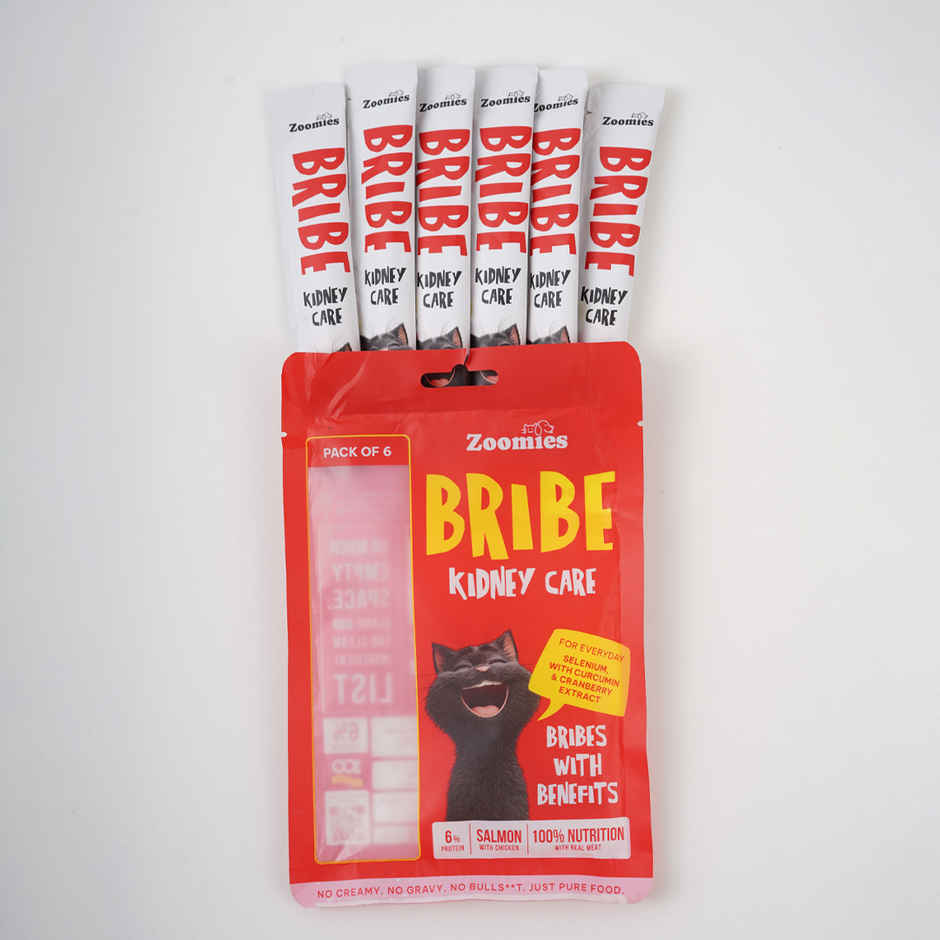 Zoomies
BRIBE
KIDNEY
CARE
Zoomies
BRIBE
KIDNEY
CARE
Zoomies
BRIBE
KIDNEY
CARE
Zoomies
BRIBE
KIDNEY
CARE
Zoomies
BRIBE
KIDNEY
CARE
Zoomies
BRIBE
KIDNEY
CARE
PACK OF 6
EMPTY
SPACE.
LIST
Zoomies
BRIBE
KIDNEY CARE
FOR EVERYDAY
SELENIUM,
WITH CURCUMIN
& CRANBERRY
EXTRACT
BRIBES
WITH
BENEFITS
6%
PROTEIN
SALMON
WITH CHICKEN
100% NUTRITION
WITH REAL MEAT
NO CREAMY. NO GRAVY. NO BULLS**T. JUST PURE FOOD.